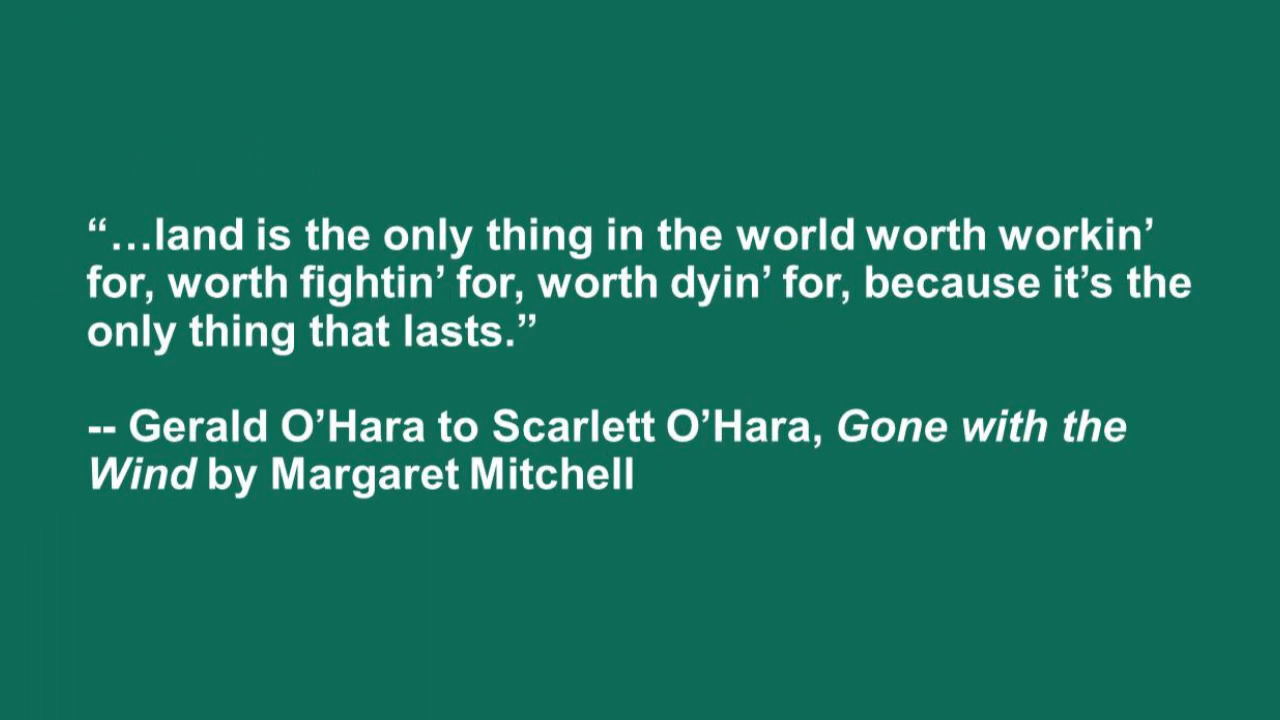 “…land is the only thing in the world worth workin’
for, worth fightin’ for, worth dyin’ for, because it’s the
only thing that lasts.”
-- Gerald O’Hara to Scarlett O’Hara, Gone with the
Wind by Margaret Mitchell